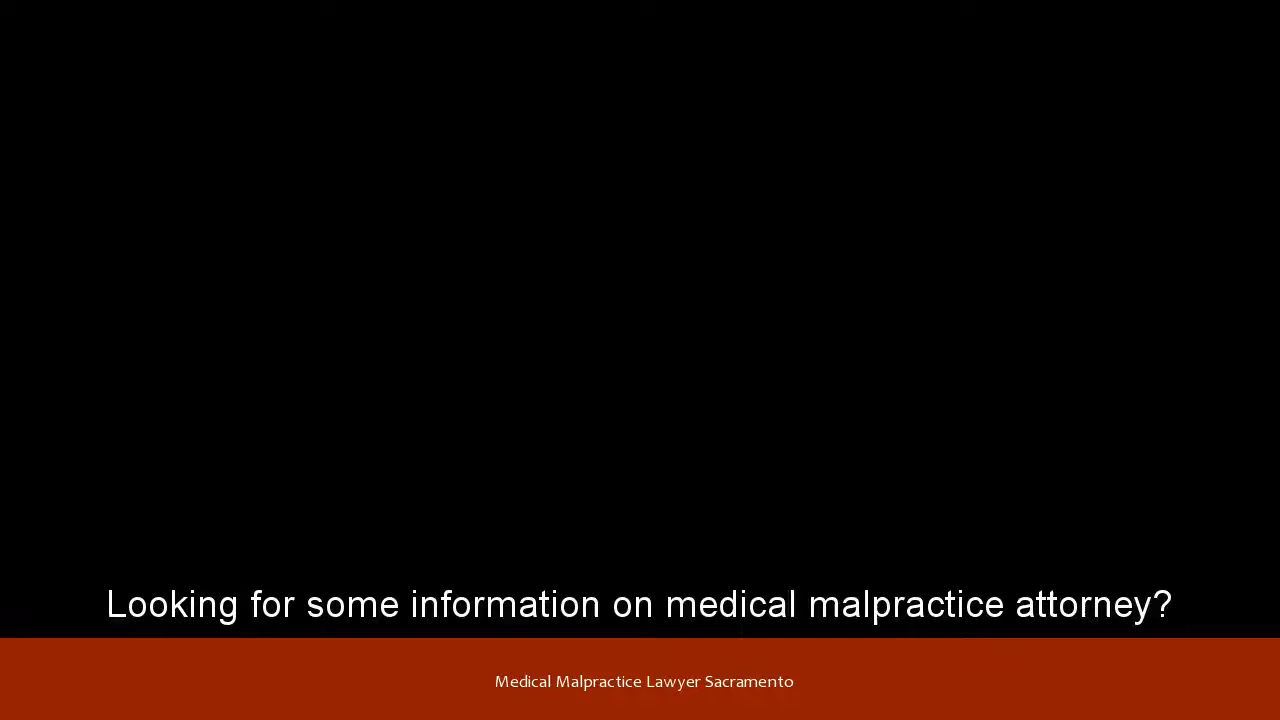 Looking for some information on medical malpractice attorney?
Medical Malpractice Lawyer Sacramento